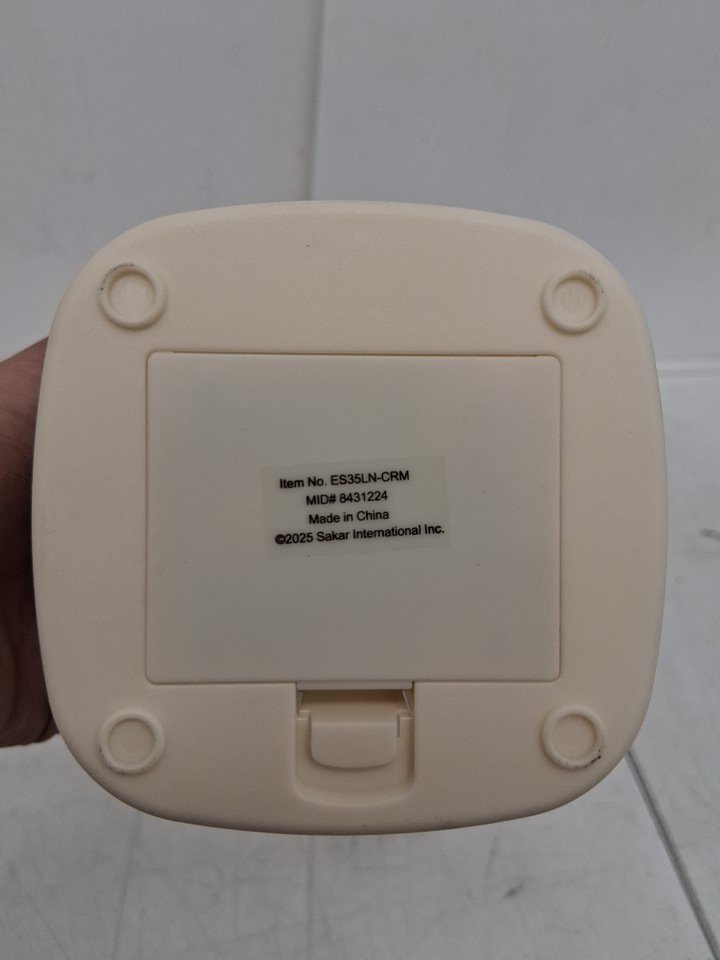 Item No. ES35LN-CRM
MID# 8431224
Made in China
©2025 Sakar International Inc.